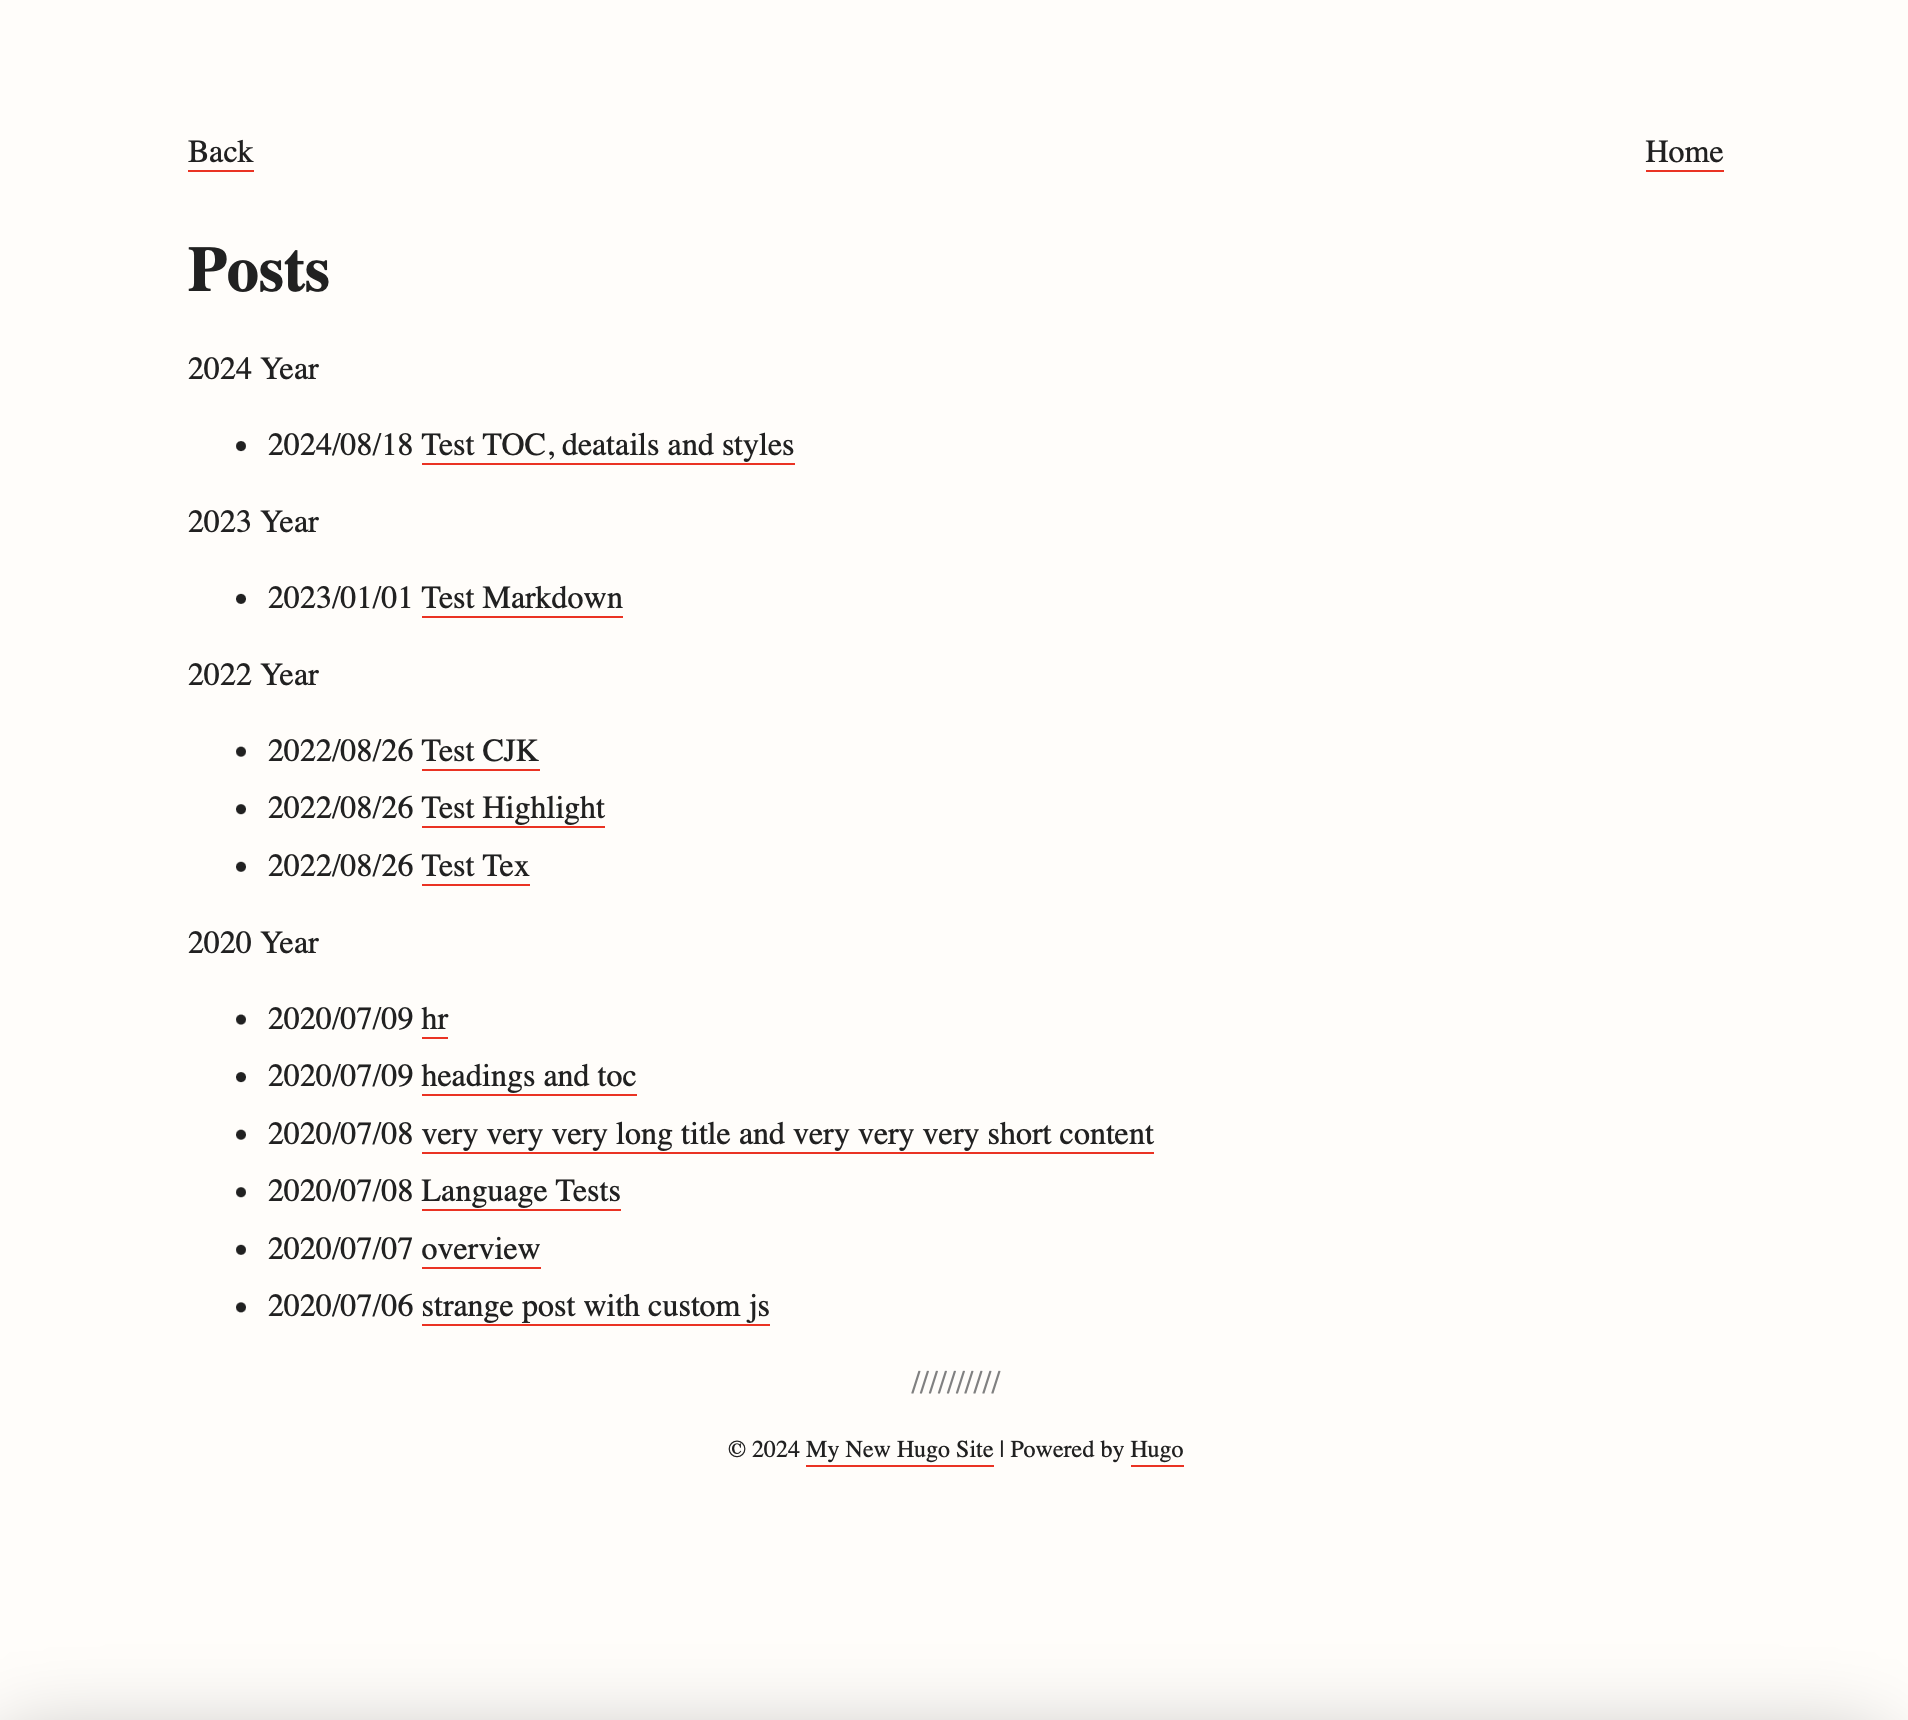 Back Home
Posts
2024 Year
• 2024/08/18 Test TOC, deatails and styles
2023 Year
• 2023/01/01 Test Markdown
2022 Year
• 2022/08/26 Test CJK
• 2022/08/26 Test Highlight
• 2022/08/26 Test Tex
2020 Year
• 2020/07/09 hr
• 2020/07/09 headings and toc
• 2020/07/08 very very very long title and very very very short content
• 2020/07/08 Language Tests
• 2020/07/07 overview
• 2020/07/06 strange post with custom js
//////////
© 2024 My New Hugo Site | Powered by Hugo